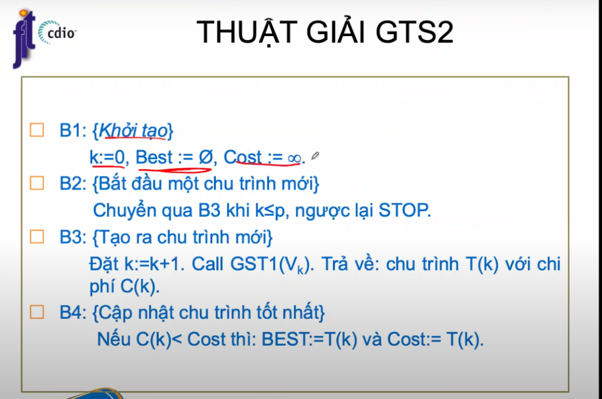 jft
cdio
THUẬT GIẢI GTS2
B1: {Khởi tạo}
k:=0, Best := Ø, Cost := ∞.
B2: {Bắt đầu một chu trình mới}
Chuyển qua B3 khi k≤p, ngược lại STOP.
B3: {Tạo ra chu trình mới}
Đặt k:=k+1. Call GST1(Vk). Trả về: chu trình T(k) với chi
phí C(k).
B4: {Cập nhật chu trình tốt nhất}
Nếu C(k)< Cost thì: BEST:=T(k) và Cost:= T(k).